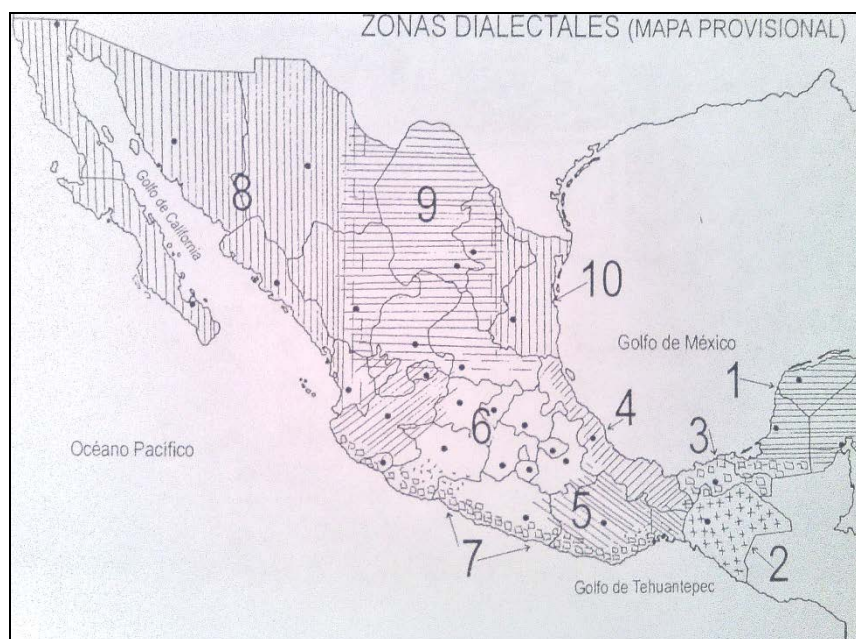 ZONAS DIALECTALES (MAPA PROVISIONAL)
8
Golfo de California
9
10
Golfo de México
1
4
6
3
Océano Pacifico
5
7
2
Golfo de Tehuantepec